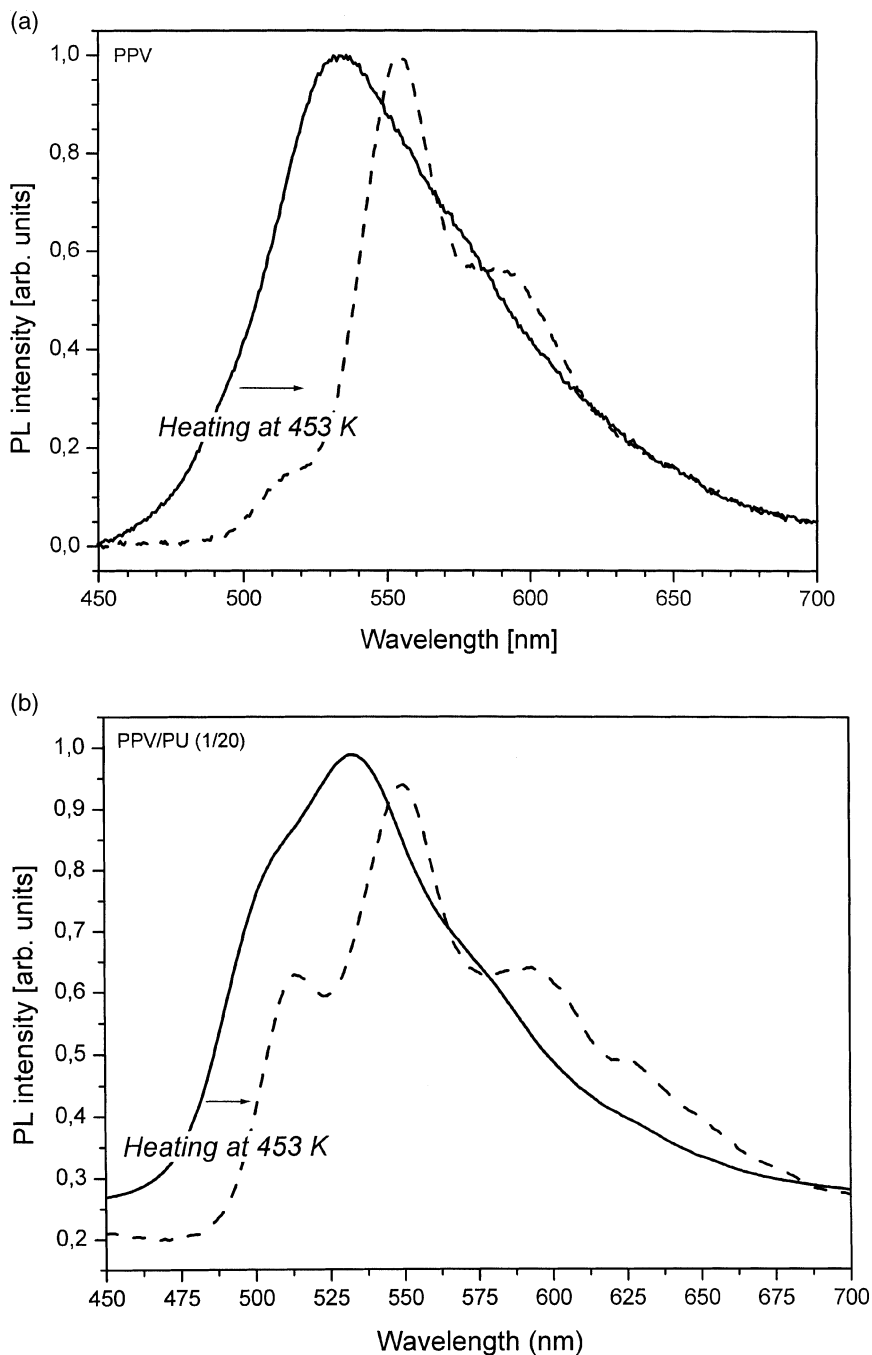 (a)
PPV
1,0
0,8
0,6
0,4
0,2
0,0
PL intensity [arb. units]
Heating at 453 K
450 500 550 600 650 700
Wavelength [nm]
(b)
PPV/PU (1/20)
1,0
0,9
0,8
0,7
0,6
0,5
0,4
0,3
0,2
PL intensity [arb. units]
Heating at 453 K
450 475 500 525 550 575 600 625 650 675 700
Wavelength (nm)